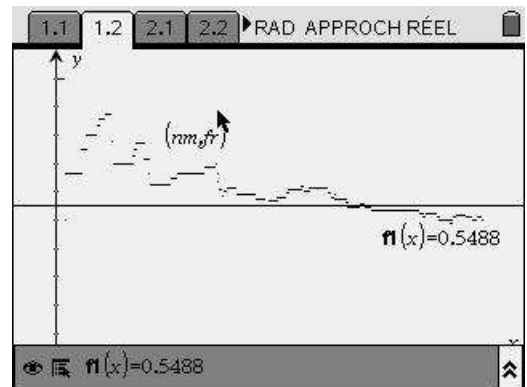 1.1 1.2 2.1 2.2 RAD APPROCH RÉEL
y
(nm,fr)
f1(x)=0.5488
x
f1(x)=0.5488